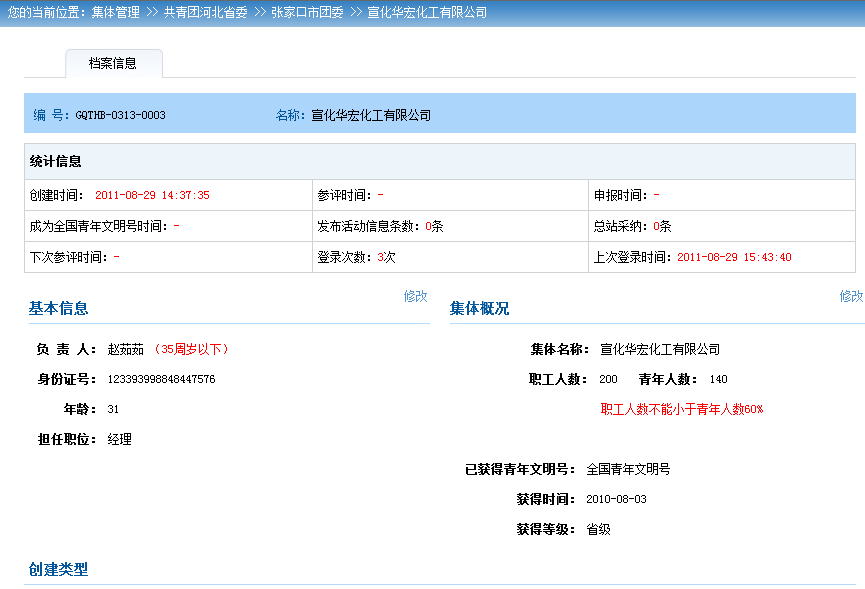 您的当前位置：集体管理 >> 共青团河北省委 >> 张家口市团委 >> 宣化华宏化工有限公司
档案信息
编 号：GQTHB-0313-0003 名称：宣化华宏化工有限公司
统计信息
创建时间： 2011-08-29 14:37:35 参评时间：- 申报时间：-
成为全国青年文明号时间：- 发布活动信息条数：0条 总站采纳：0条
下次参评时间：- 登录次数：3次 上次登录时间：2011-08-29 15:43:40
基本信息 修改
负 责 人： 赵茹茹 （35周岁以下）
身份证号： 123393998848447576
年龄： 31
担任职位： 经理
集体概况 修改
集体名称： 宣化华宏化工有限公司
职工人数： 200 青年人数： 140
职工人数不能小于青年人数60%
已获得青年文明号： 全国青年文明号
获得时间： 2010-08-03
获得等级： 省级
创建类型